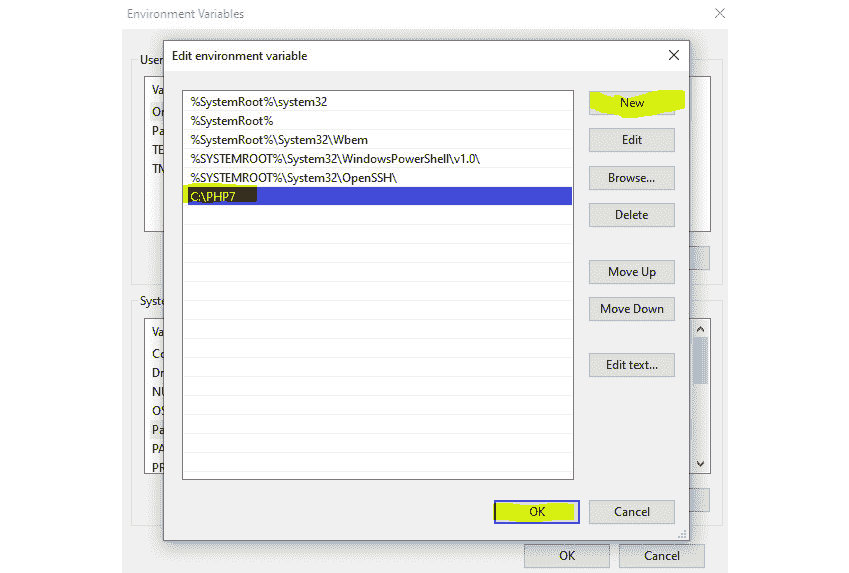 Environment Variables
Edit environment variable
User
Va
Or
Pa
TE
TM
%SystemRoot%\system32
%SystemRoot%
%SystemRoot%\System32\Wbem
%SYSTEMROOT%\System32\WindowsPowerShell\v1.0\
%SYSTEMROOT%\System32\OpenSSH\
C:\PHP7
New
Edit
Browse...
Delete
Move Up
Move Down
Edit text...
Syste
Va
Co
Dr
NU
OS
Pa
PA
PR
OK
Cancel
OK
Cancel